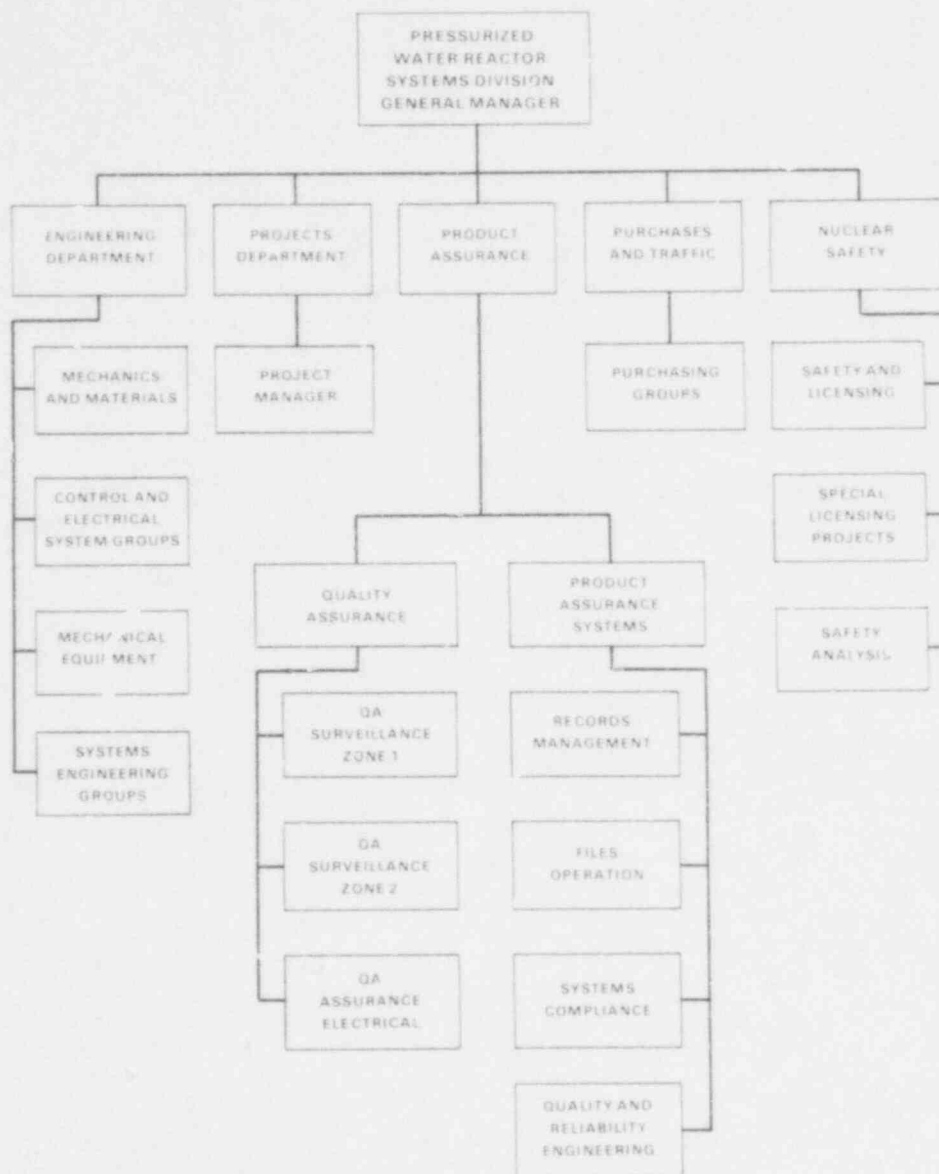 PRESSURIZED
WATER REACTOR
SYSTEMS DIVISION
GENERAL MANAGER
ENGINEERING
DEPARTMENT
PROJECTS
DEPARTMENT
PRODUCT
ASSURANCE
PURCHASES
AND TRAFFIC
NUCLEAR
SAFETY
MECHANICS
AND MATERIALS
PROJECT
MANAGER
PURCHASING
GROUPS
SAFETY AND
LICENSING
CONTROL AND
ELECTRICAL
SYSTEM GROUPS
SPECIAL
LICENSING
PROJECTS
QUALITY
ASSURANCE
PRODUCT
ASSURANCE
SYSTEMS
MECHANICAL
EQUIPMENT
SAFETY
ANALYSIS
SYSTEMS
ENGINEERING
GROUPS
QA
SURVEILLANCE
ZONE 1
RECORDS
MANAGEMENT
QA
SURVEILLANCE
ZONE 2
FILES
OPERATION
QA
ASSURANCE
ELECTRICAL
SYSTEMS
COMPLIANCE
QUALITY AND
RELIABILITY
ENGINEERING